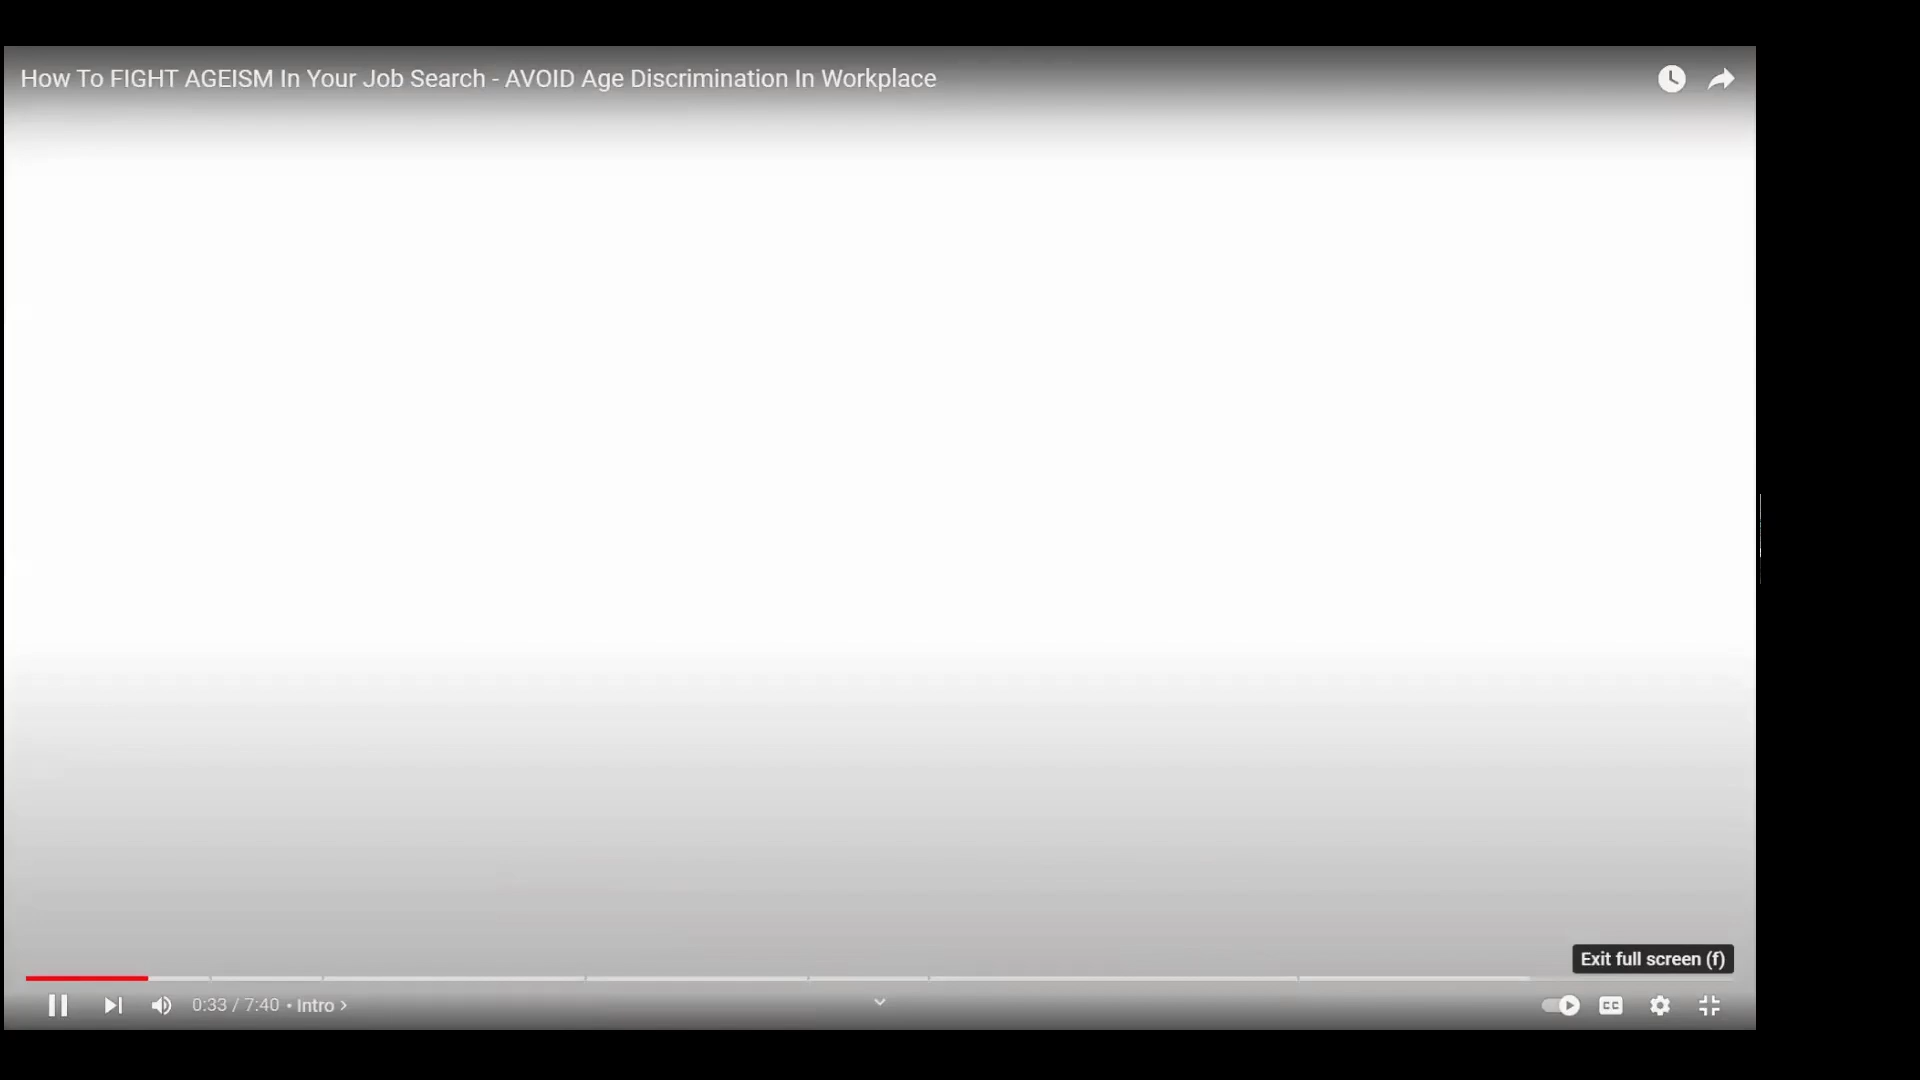 How To FIGHT AGEISM In Your Job Search - AVOID Age Discrimination In Workplace
Exit full screen (f)
0:33 / 7:40 • Intro ›
CC